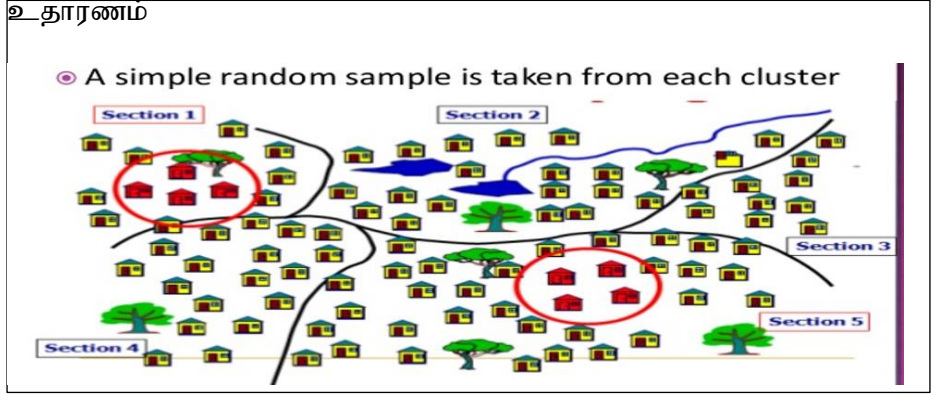 உதாரணம்
A simple random sample is taken from each cluster
Section 1
Section 2
Section 3
Section 5
Section 4